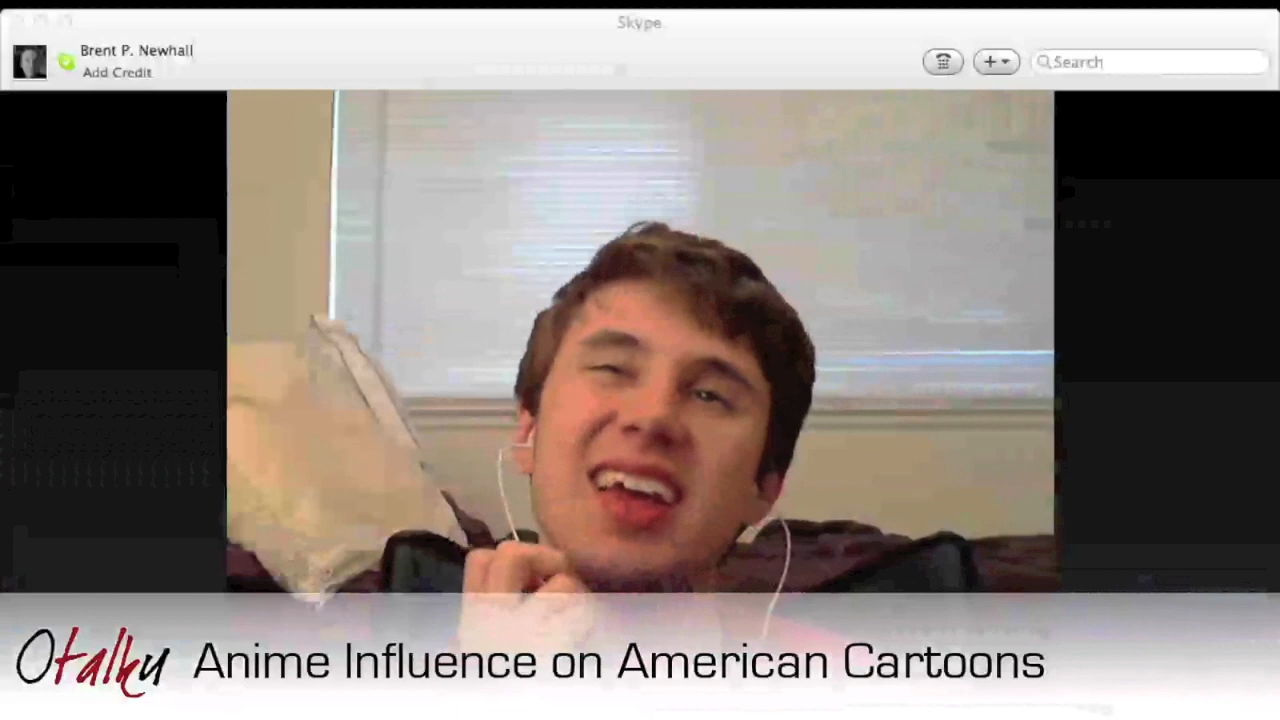 Skype
Brent P. Newhall
Add Credit
Search
Otalku Anime Influence on American Cartoons